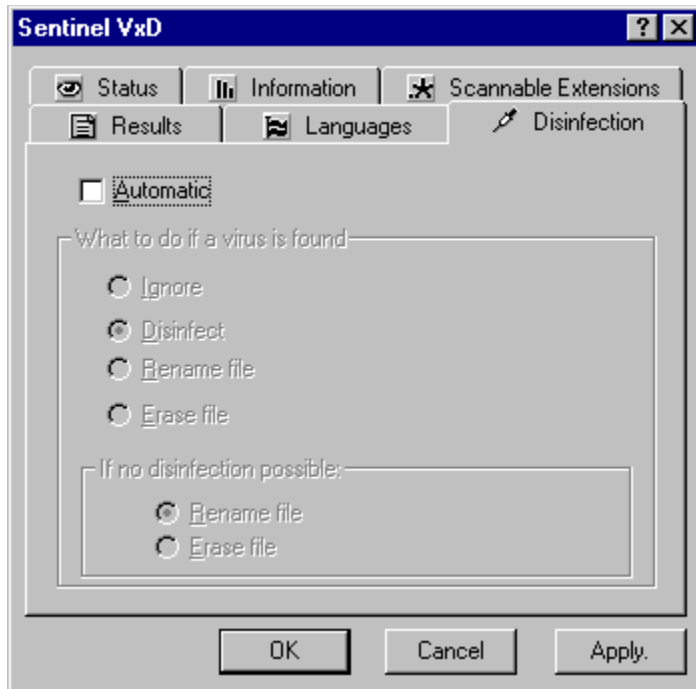 Sentinel VxD
Status Information Scannable Extensions
Results Languages Disinfection
Automatic
What to do if a virus is found
Ignore
Disinfect
Rename file
Erase file
If no disinfection possible:
Rename file
Erase file
OK Cancel Apply.